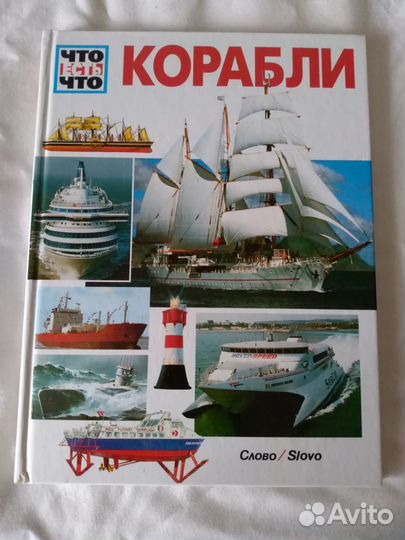 ЧТО
ЕСТЬ
ЧТО
КОРАБЛИ
HOVERSPEED
Слово / Slovo
Avito